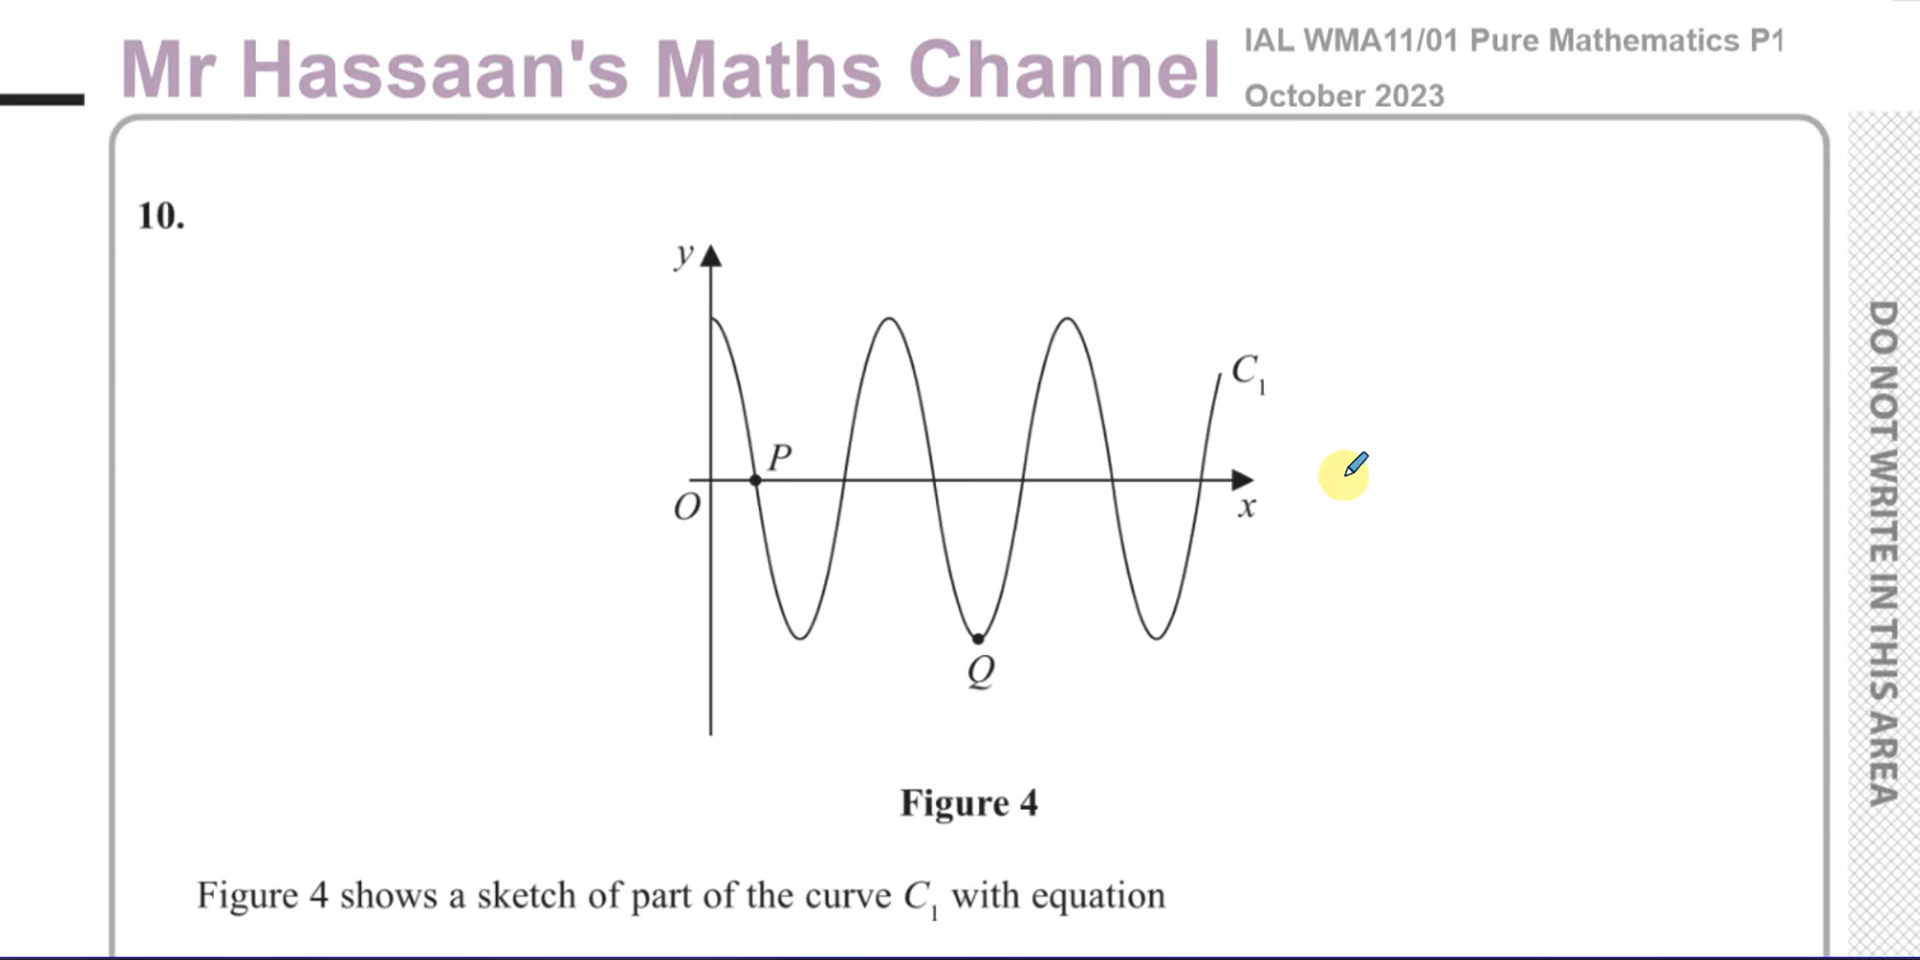 Mr Hassaan's Maths Channel
IAL WMA11/01 Pure Mathematics P1
October 2023
10.
y
C₁
P
O
x
Q
Figure 4
Figure 4 shows a sketch of part of the curve C₁ with equation
DO NOT WRITE IN THIS AREA